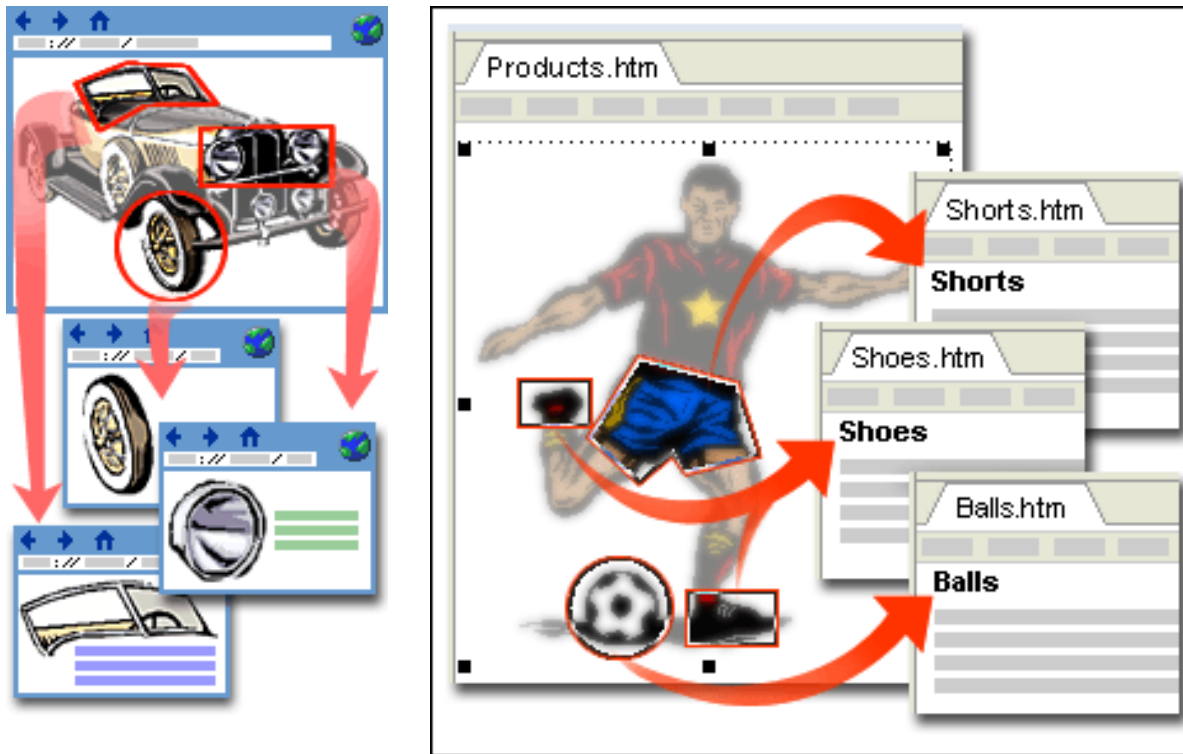 :// /
Products.htm
Shorts.htm
Shorts
Shoes.htm
Shoes
Balls.htm
Balls
:// /
:// /
:// /